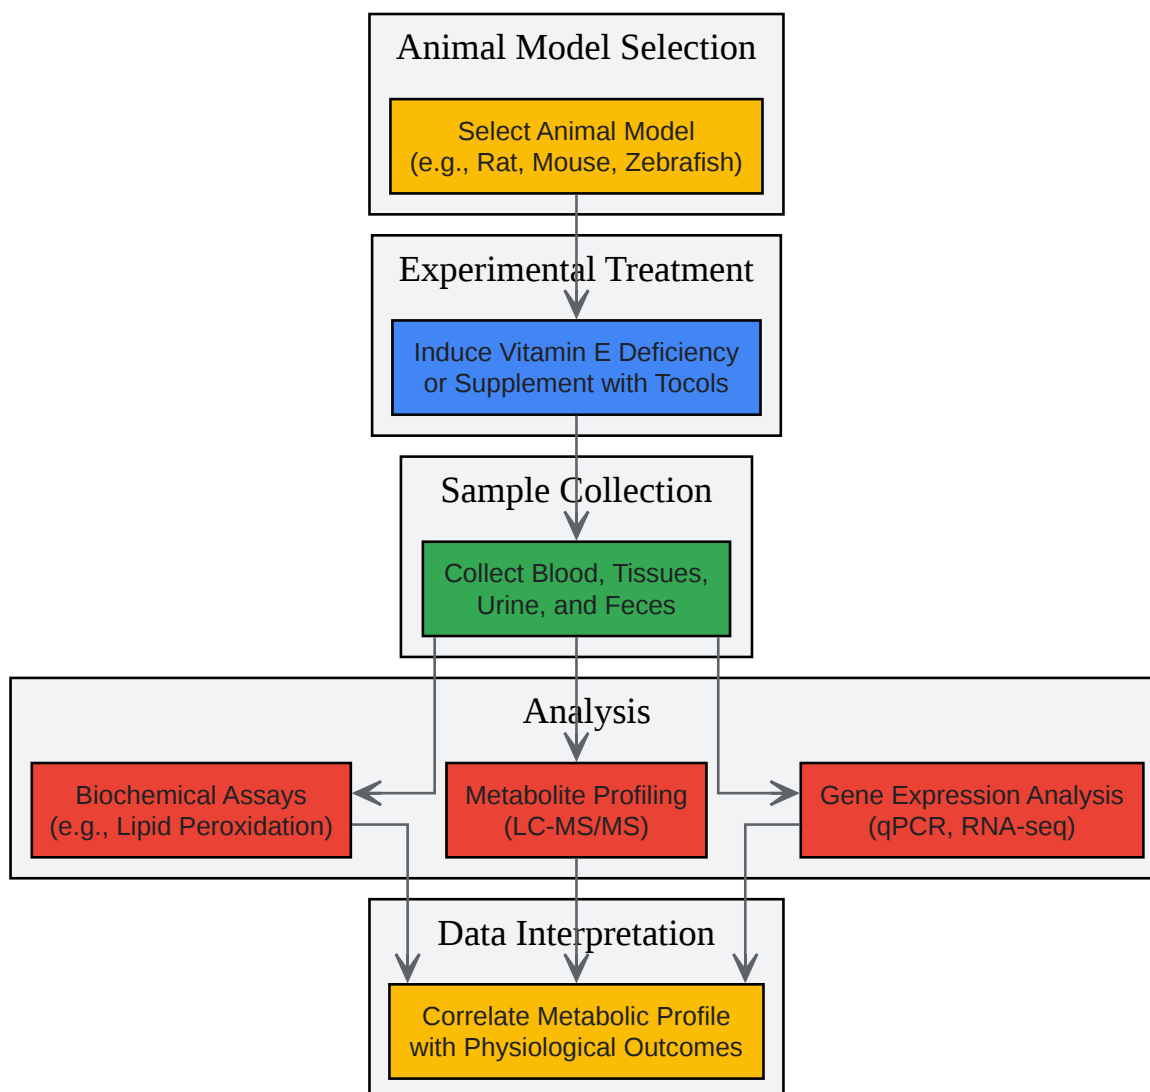 Animal Model Selection
Select Animal Model
(e.g., Rat, Mouse, Zebrafish)
Experimental Treatment
Induce Vitamin E Deficiency
or Supplement with Tocols
Sample Collection
Collect Blood, Tissues,
Urine, and Feces
Analysis
Biochemical Assays
(e.g., Lipid Peroxidation)
Metabolite Profiling
(LC-MS/MS)
Gene Expression Analysis
(qPCR, RNA-seq)
Data Interpretation
Correlate Metabolic Profile
with Physiological Outcomes